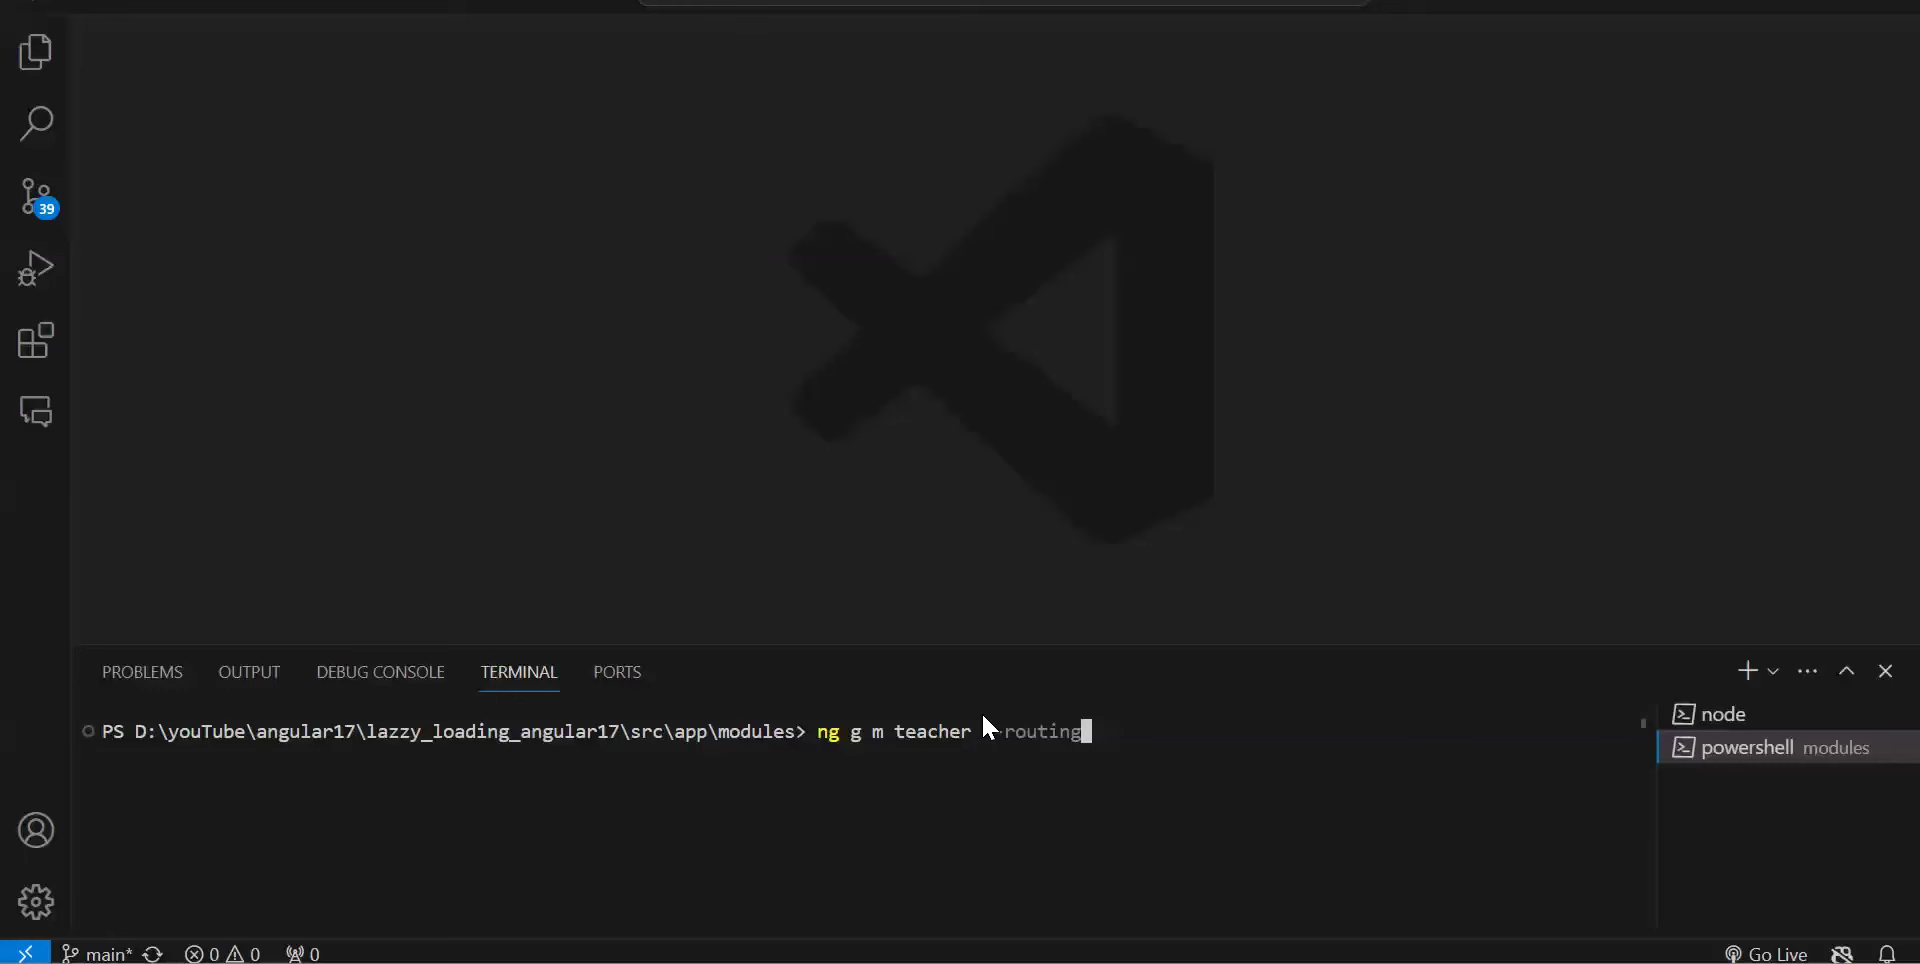 39
PROBLEMS OUTPUT DEBUG CONSOLE TERMINAL PORTS
PS D:\youTube\angular17\lazzy_loading_angular17\src\app\modules> ng g m teacher --routing
node
powershell modules
main* 0 0 0 Go Live